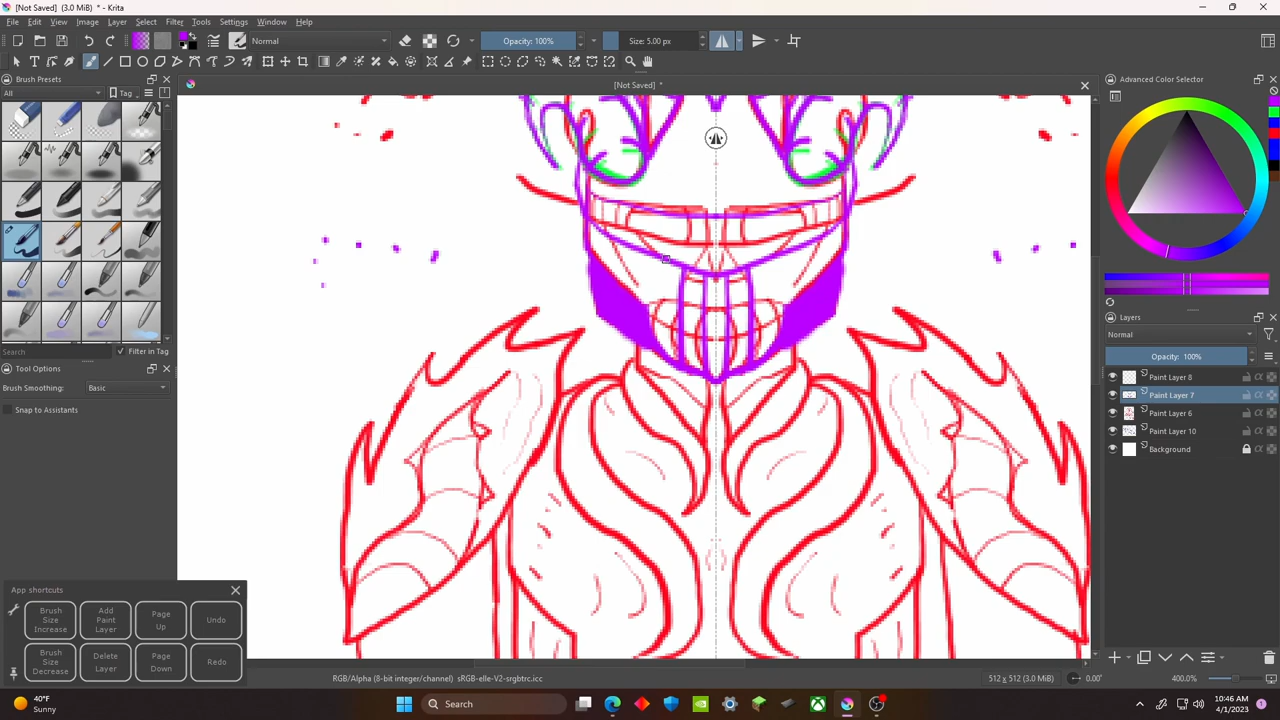 [Not Saved] (3.0 MiB) * - Krita
File Edit View Image Layer Select Filter Tools Settings Window Help
Normal
Opacity: 100%
Size: 5.00 px
Brush Presets
All
Tag
[Not Saved] *
Advanced Color Selector
Search
Filter in Tag
Tool Options
Brush Smoothing: Basic
Snap to Assistants
Layers
Normal
Opacity: 100%
Paint Layer 8
Paint Layer 7
Paint Layer 6
Paint Layer 10
Background
App shortcuts
Brush Size Increase
Add Paint Layer
Page Up
Undo
Brush Size Decrease
Delete Layer
Page Down
Redo
RGB/Alpha (8-bit integer/channel) sRGB-elle-V2-srgbtrc.icc
512 x 512 (3.0 MiB)
0.00°
400.0%
40°F
Sunny
Search
10:46 AM
4/1/2023